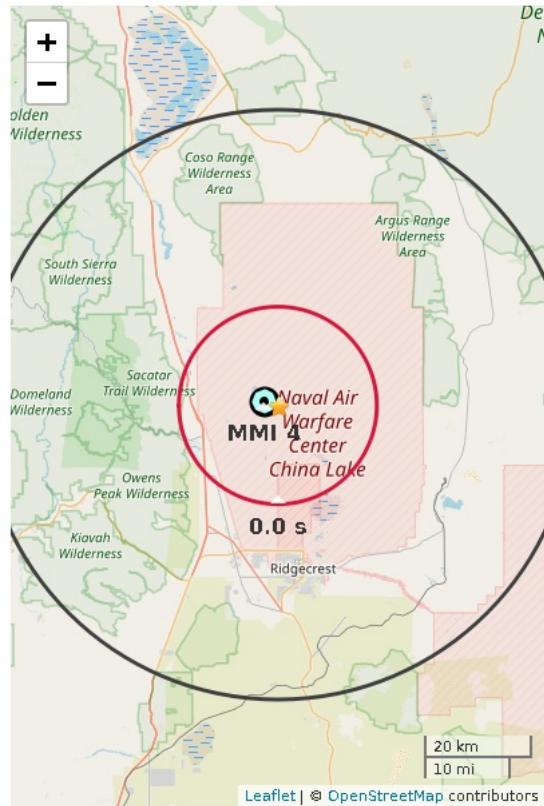 +
De
N
−
olden
Wilderness
Coso Range
Wilderness
Area
Argus Range
Wilderness
Area
South Sierra
Wilderness
Sacatar
Trail Wilderness
Domeland
Wilderness
Naval Air
Warfare
Center
China Lake
MMI 4
Owens
Peak Wilderness
0.0 s
Kiavah
Wilderness
Ridgecrest
20 km
10 mi
Leaflet | © OpenStreetMap contributors